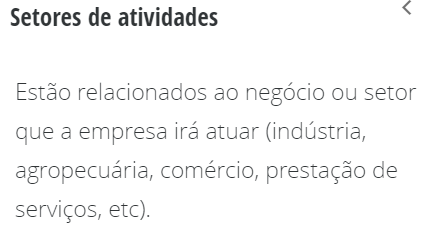 Setores de atividades
Estão relacionados ao negócio ou setor
que a empresa irá atuar (indústria,
agropecuária, comércio, prestação de
serviços, etc).